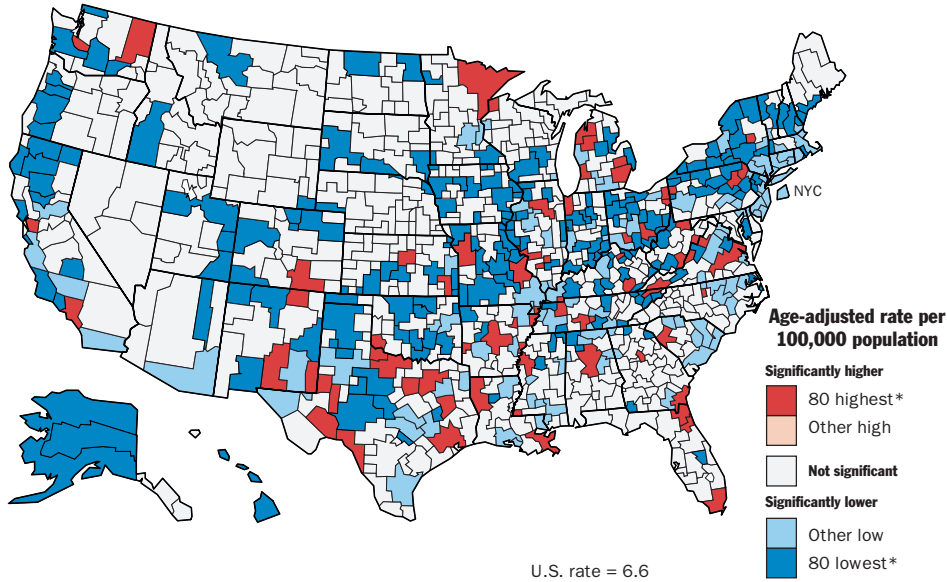 NYC
Age-adjusted rate per
100,000 population
Significantly higher
80 highest*
Other high
Not significant
Significantly lower
Other low
80 lowest*
U.S. rate = 6.6